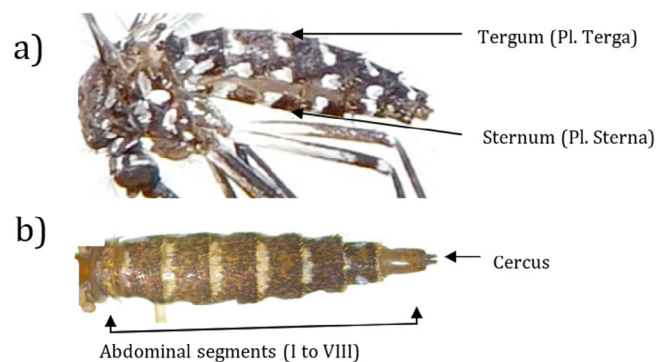 a)
Tergum (Pl. Terga)
Sternum (Pl. Sterna)
b)
Cercus
Abdominal segments (I to VIII)